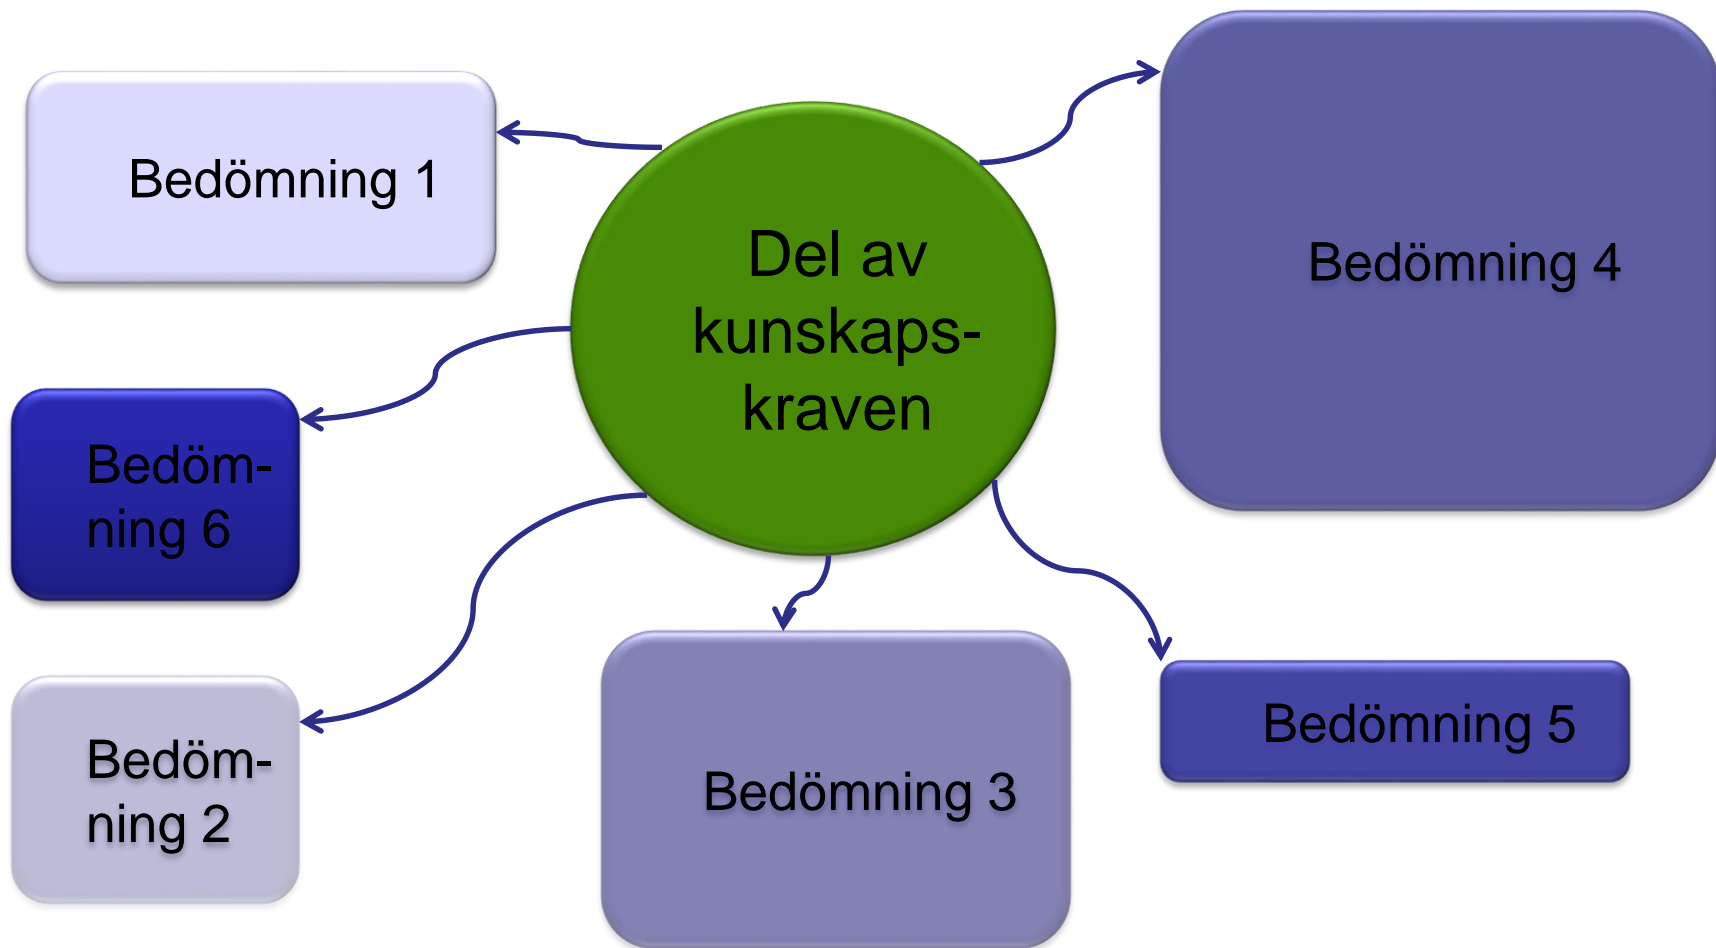 Bedömning 1
Del av
kunskaps-
kraven
Bedömning 4
Bedöm-
ning 6
Bedöm-
ning 2
Bedömning 3
Bedömning 5